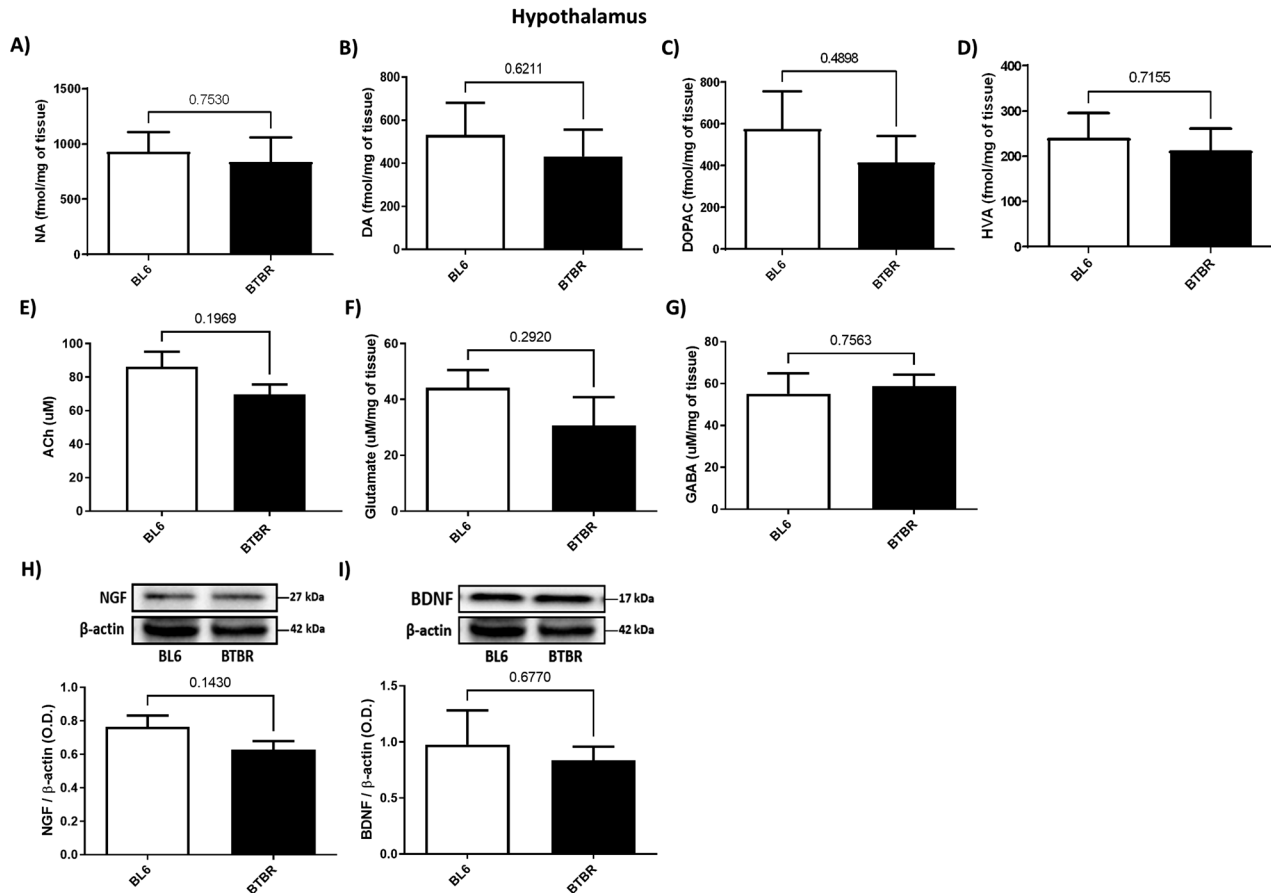 Hypothalamus
A)
NA (fmol/mg of tissue)
1500
1000
500
0
0.7530
BL6
BTBR
B)
DA (fmol/mg of tissue)
800
600
400
200
0
0.6211
BL6
BTBR
C)
DOPAC (fmol/mg of tissue)
800
600
400
200
0
0.4898
BL6
BTBR
D)
HVA (fmol/mg of tissue)
400
300
200
100
0
0.7155
BL6
BTBR
E)
ACh (uM)
100
80
60
40
20
0
0.1969
BL6
BTBR
F)
Glutamate (uM/mg of tissue)
60
40
20
0
0.2920
BL6
BTBR
G)
GABA (uM/mg of tissue)
80
60
40
20
0
0.7563
BL6
BTBR
H)
NGF
27 kDa
β-actin
42 kDa
BL6 BTBR
NGF / β-actin (O.D.)
1.0
0.8
0.6
0.4
0.2
0.0
0.1430
BL6
BTBR
I)
BDNF
17 kDa
β-actin
42 kDa
BL6 BTBR
BDNF / β-actin (O.D.)
1.5
1.0
0.5
0.0
0.6770
BL6
BTBR